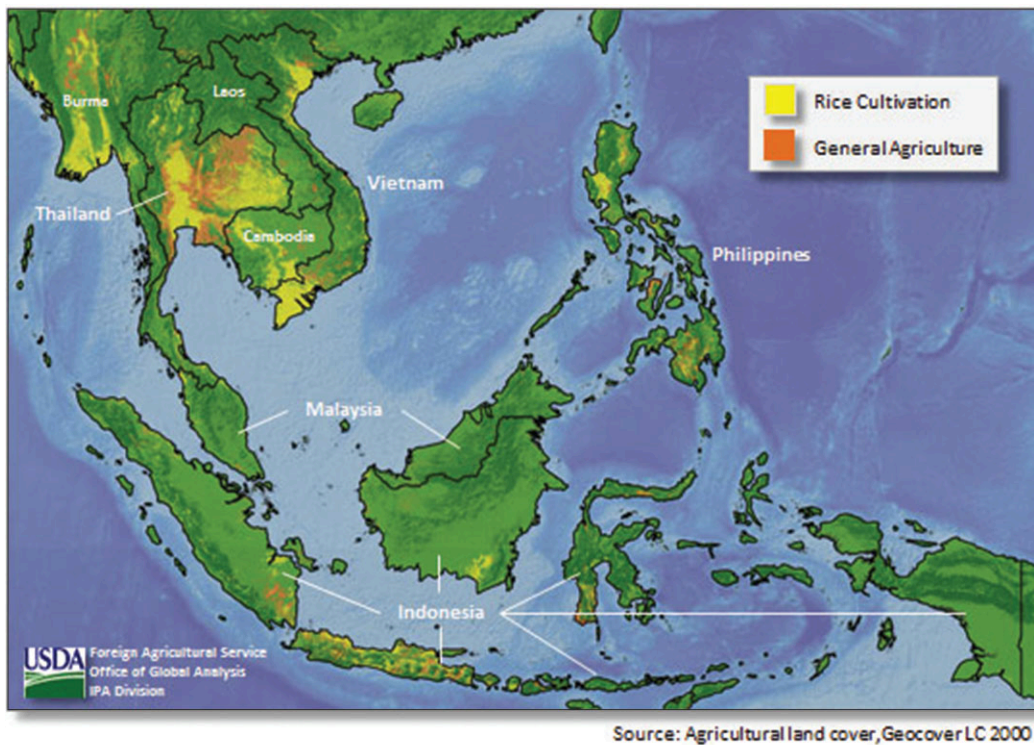 Rice Cultivation
General Agriculture
Burma
Laos
Vietnam
Thailand
Cambodia
Philippines
Malaysia
Indonesia
USDA
Foreign Agricultural Service
Office of Global Analysis
IPA Division
Source: Agricultural land cover, Geocover LC 2000